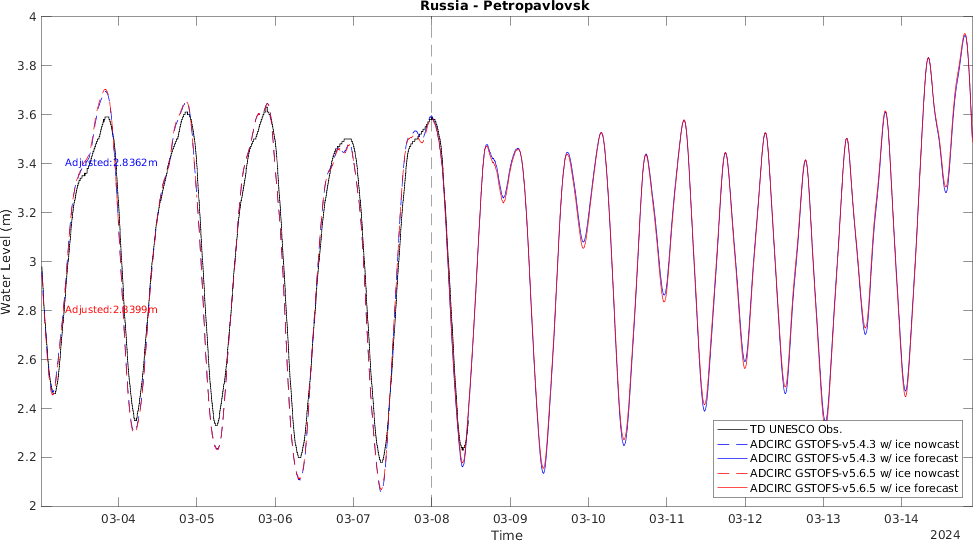 Russia - Petropavlovsk
Water Level (m)
4
3.8
3.6
3.4
3.2
3
2.8
2.6
2.4
2.2
2
Adjusted:2.8362m
Adjusted:2.8399m
TD UNESCO Obs.
ADCIRC GSTOFS-v5.4.3 w/ ice nowcast
ADCIRC GSTOFS-v5.4.3 w/ ice forecast
ADCIRC GSTOFS-v5.6.5 w/ ice nowcast
ADCIRC GSTOFS-v5.6.5 w/ ice forecast
03-04 03-05 03-06 03-07 03-08 03-09 03-10 03-11 03-12 03-13 03-14
Time
2024